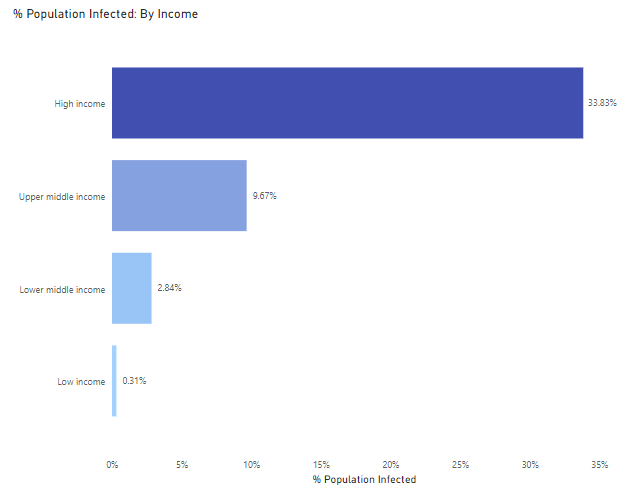 % Population Infected: By Income
High income 33.83%
Upper middle income 9.67%
Lower middle income 2.84%
Low income 0.31%
0% 5% 10% 15% 20% 25% 30% 35%
% Population Infected